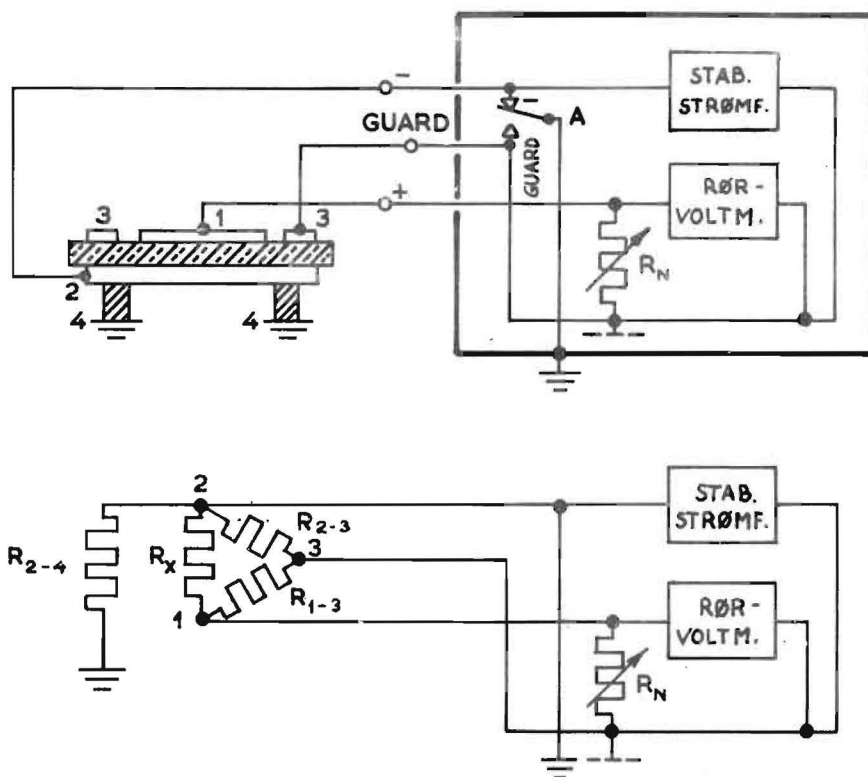 STAB.
STRØMF.
−
A
GUARD
−
GUARD
+
RØR-
VOLTM.
3
1
3
R_N
2
4
4
2
STAB.
STRØMF.
R_2-3
R_2-4
R_X
3
R_1-3
RØR-
VOLTM.
1
R_N